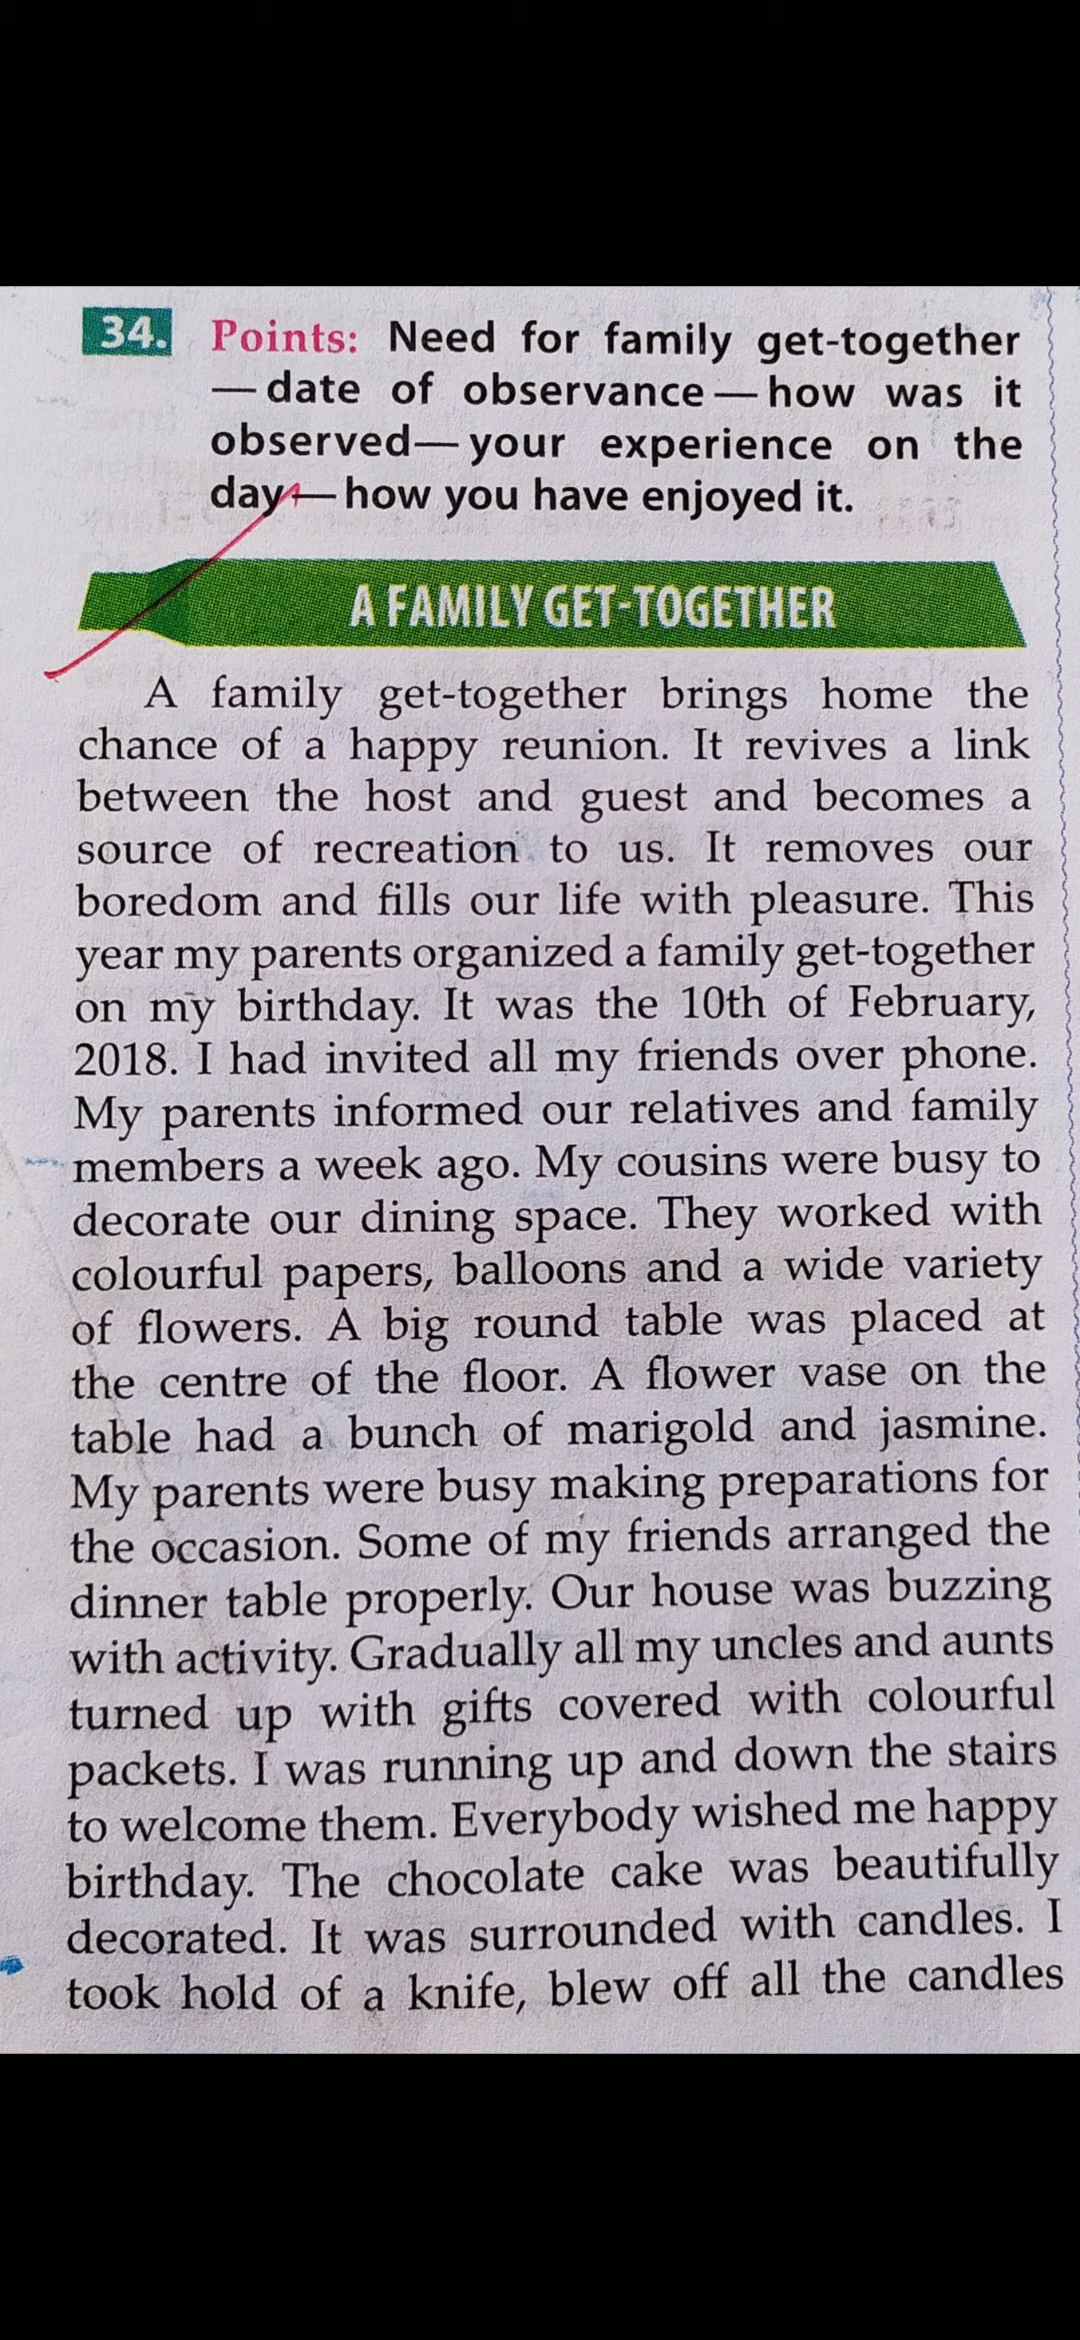 34. Points: Need for family get-together
—date of observance—how was it
observed—your experience on the
day—how you have enjoyed it.
A FAMILY GET-TOGETHER
A family get-together brings home the
chance of a happy reunion. It revives a link
between the host and guest and becomes a
source of recreation to us. It removes our
boredom and fills our life with pleasure. This
year my parents organized a family get-together
on my birthday. It was the 10th of February,
2018. I had invited all my friends over phone.
My parents informed our relatives and family
members a week ago. My cousins were busy to
decorate our dining space. They worked with
colourful papers, balloons and a wide variety
of flowers. A big round table was placed at
the centre of the floor. A flower vase on the
table had a bunch of marigold and jasmine.
My parents were busy making preparations for
the occasion. Some of my friends arranged the
dinner table properly. Our house was buzzing
with activity. Gradually all my uncles and aunts
turned up with gifts covered with colourful
packets. I was running up and down the stairs
to welcome them. Everybody wished me happy
birthday. The chocolate cake was beautifully
decorated. It was surrounded with candles. I
took hold of a knife, blew off all the candles